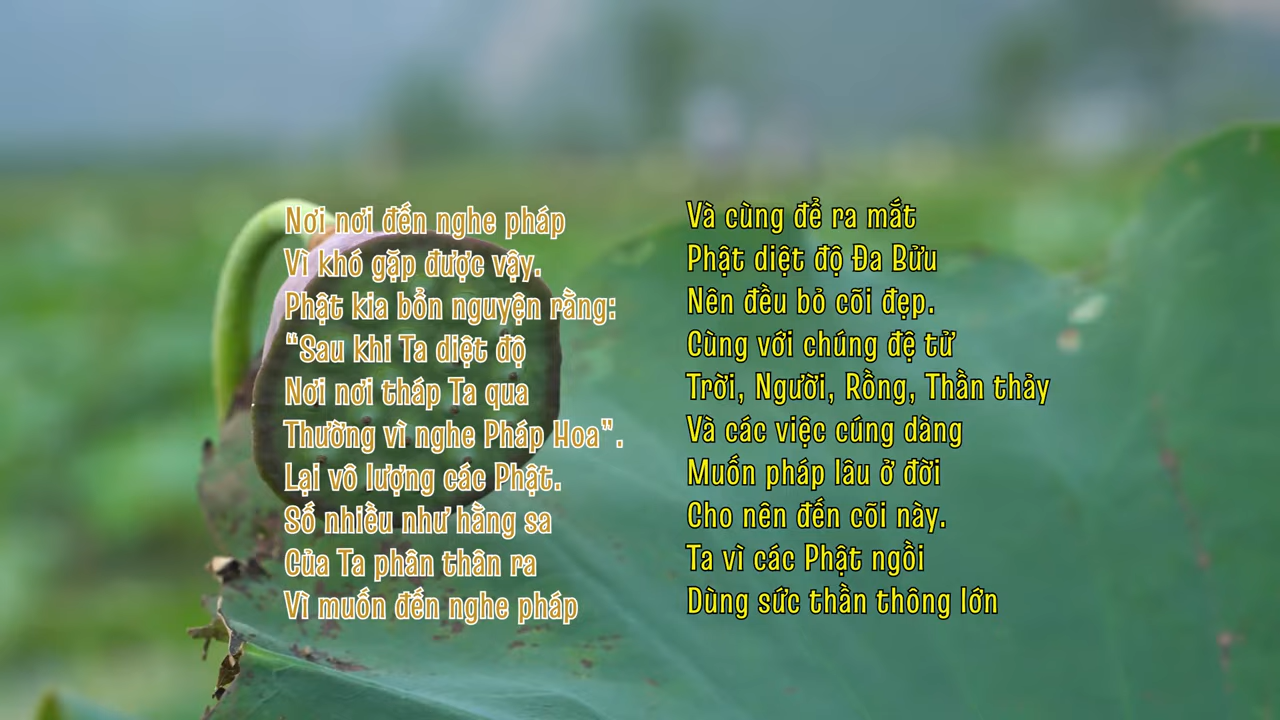 Nơi nơi đến nghe pháp
Vì khó gặp được vậy.
Phật kia bổn nguyện rằng:
“Sau khi Ta diệt độ
Nơi nơi tháp Ta qua
Thường vì nghe Pháp Hoa”.
Lại vô lượng các Phật.
Số nhiều như hằng sa
Của Ta phân thân ra
Vì muốn đến nghe pháp
Và cùng để ra mắt
Phật diệt độ Đa Bửu
Nên đều bỏ cõi đẹp.
Cùng với chúng đệ tử
Trời, Người, Rồng, Thần thảy
Và các việc cúng dàng
Muốn pháp lâu ở đời
Cho nên đến cõi này.
Ta vì các Phật ngồi
Dùng sức thần thông lớn